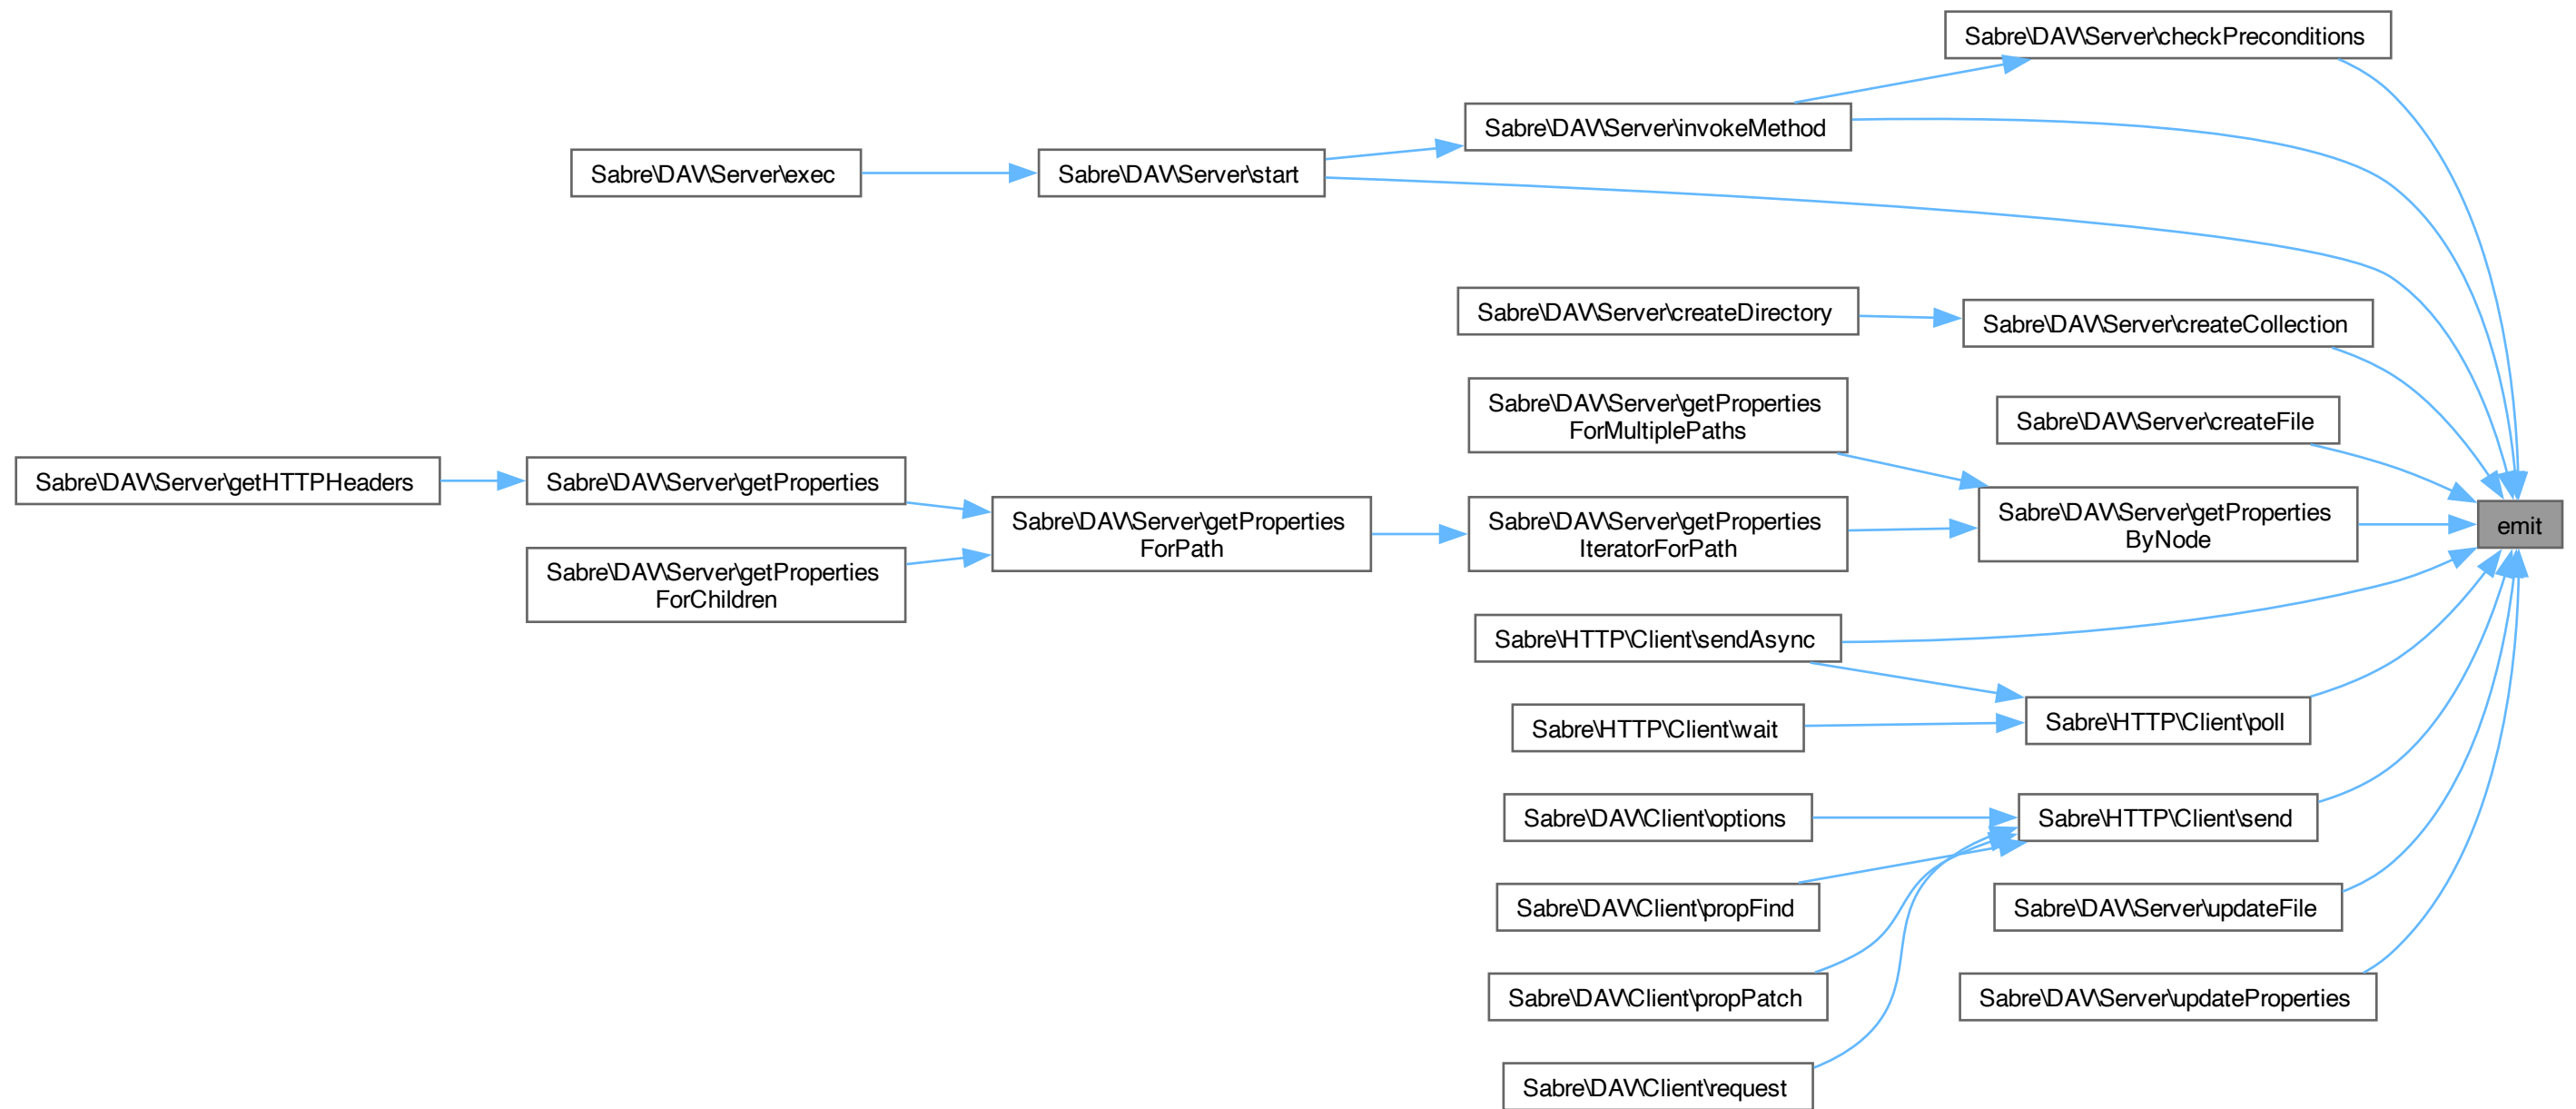 Sabre\DAV\Server\checkPreconditions
Sabre\DAV\Server\invokeMethod
Sabre\DAV\Server\exec
Sabre\DAV\Server\start
Sabre\DAV\Server\createDirectory
Sabre\DAV\Server\createCollection
Sabre\DAV\Server\getProperties
ForMultiplePaths
Sabre\DAV\Server\createFile
Sabre\DAV\Server\getHTTPHeaders
Sabre\DAV\Server\getProperties
Sabre\DAV\Server\getProperties
ForPath
Sabre\DAV\Server\getProperties
IteratorForPath
Sabre\DAV\Server\getProperties
ByNode
emit
Sabre\DAV\Server\getProperties
ForChildren
Sabre\HTTP\Client\sendAsync
Sabre\HTTP\Client\wait
Sabre\HTTP\Client\poll
Sabre\DAV\Client\options
Sabre\HTTP\Client\send
Sabre\DAV\Client\propFind
Sabre\DAV\Server\updateFile
Sabre\DAV\Client\propPatch
Sabre\DAV\Server\updateProperties
Sabre\DAV\Client\request